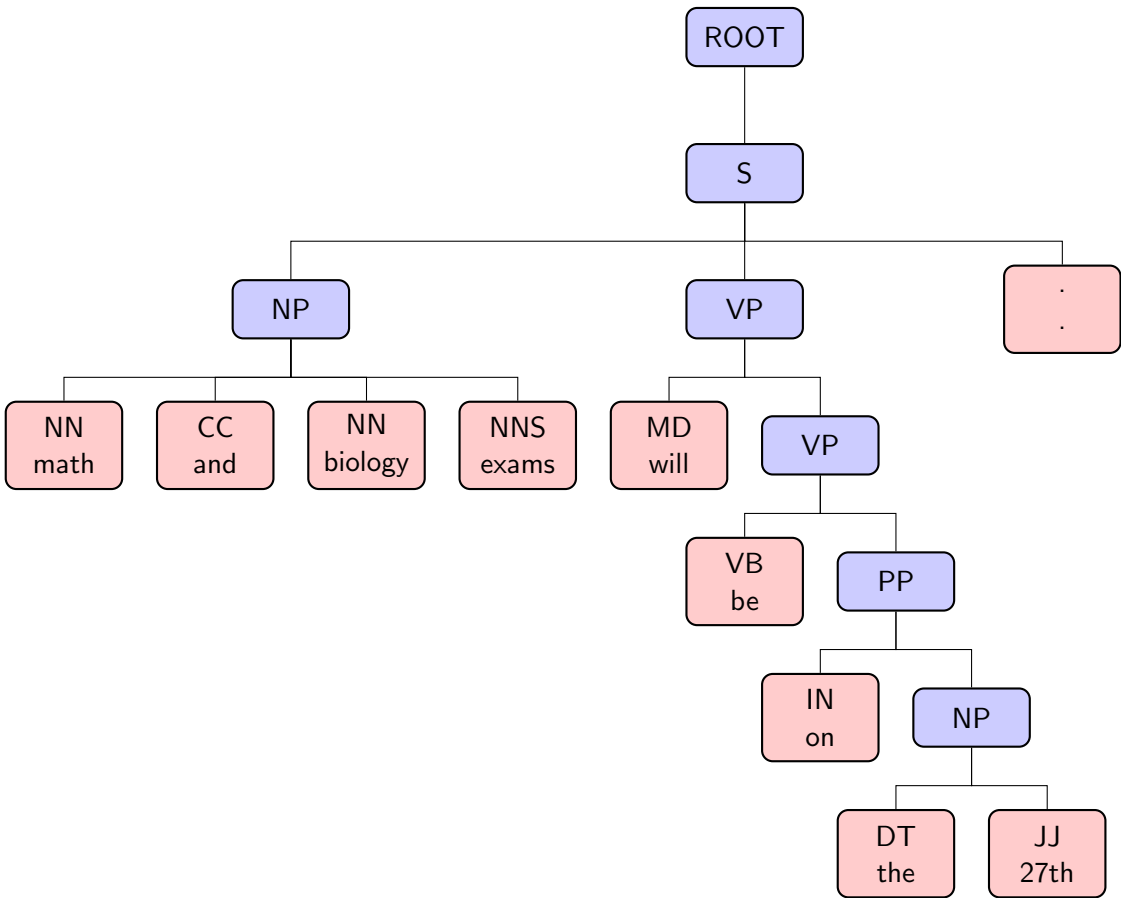 ROOT
S
NP
VP
.
.
NN
math
CC
and
NN
biology
NNS
exams
MD
will
VP
VB
be
PP
IN
on
NP
DT
the
JJ
27th